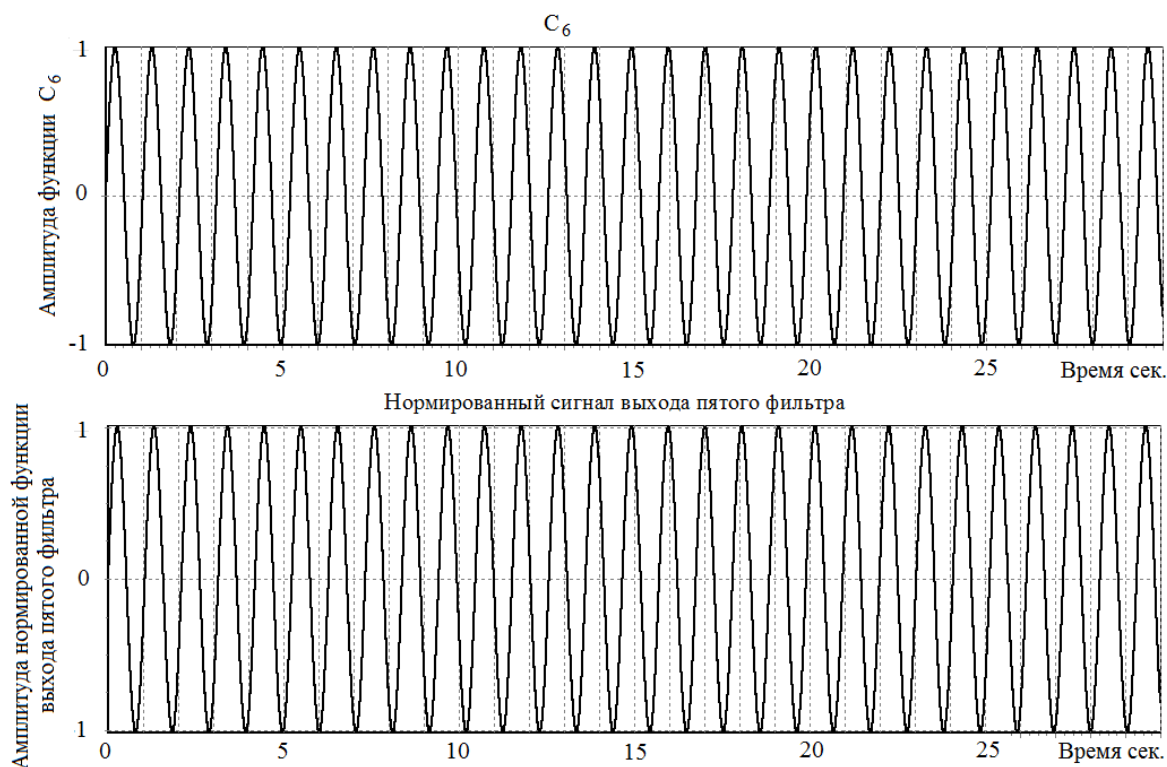 C6
Амплитуда функции C6
1
0
-1
0 5 10 15 20 25 Время сек.
Нормированный сигнал выхода пятого фильтра
Амплитуда нормированной функции
выхода пятого фильтра
1
0
1
0 5 10 15 20 25 Время сек.